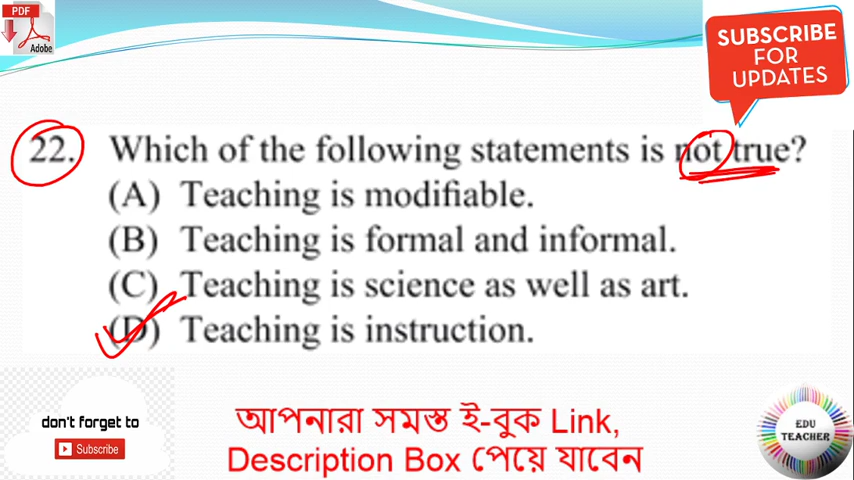 PDF
Adobe
SUBSCRIBE
FOR
UPDATES
22. Which of the following statements is not true?
(A) Teaching is modifiable.
(B) Teaching is formal and informal.
(C) Teaching is science as well as art.
(D) Teaching is instruction.
don't forget to
Subscribe
আপনারা সমস্ত ই-বুক Link,
Description Box পেয়ে যাবেন
EDU
TEACHER